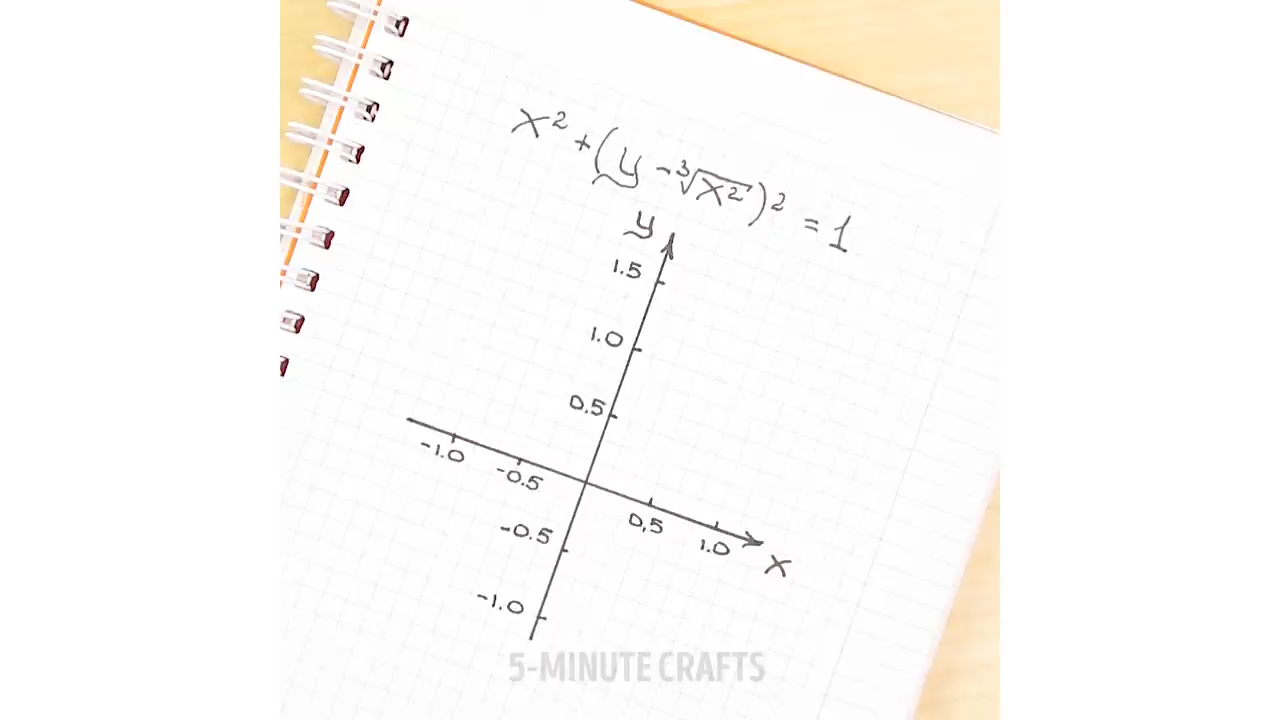 x² + (y - ³√x²)² = 1
y
1.5
1.0
0.5
-1.0
-0.5
0,5
1.0
x
-0.5
-1.0
5-MINUTE CRAFTS